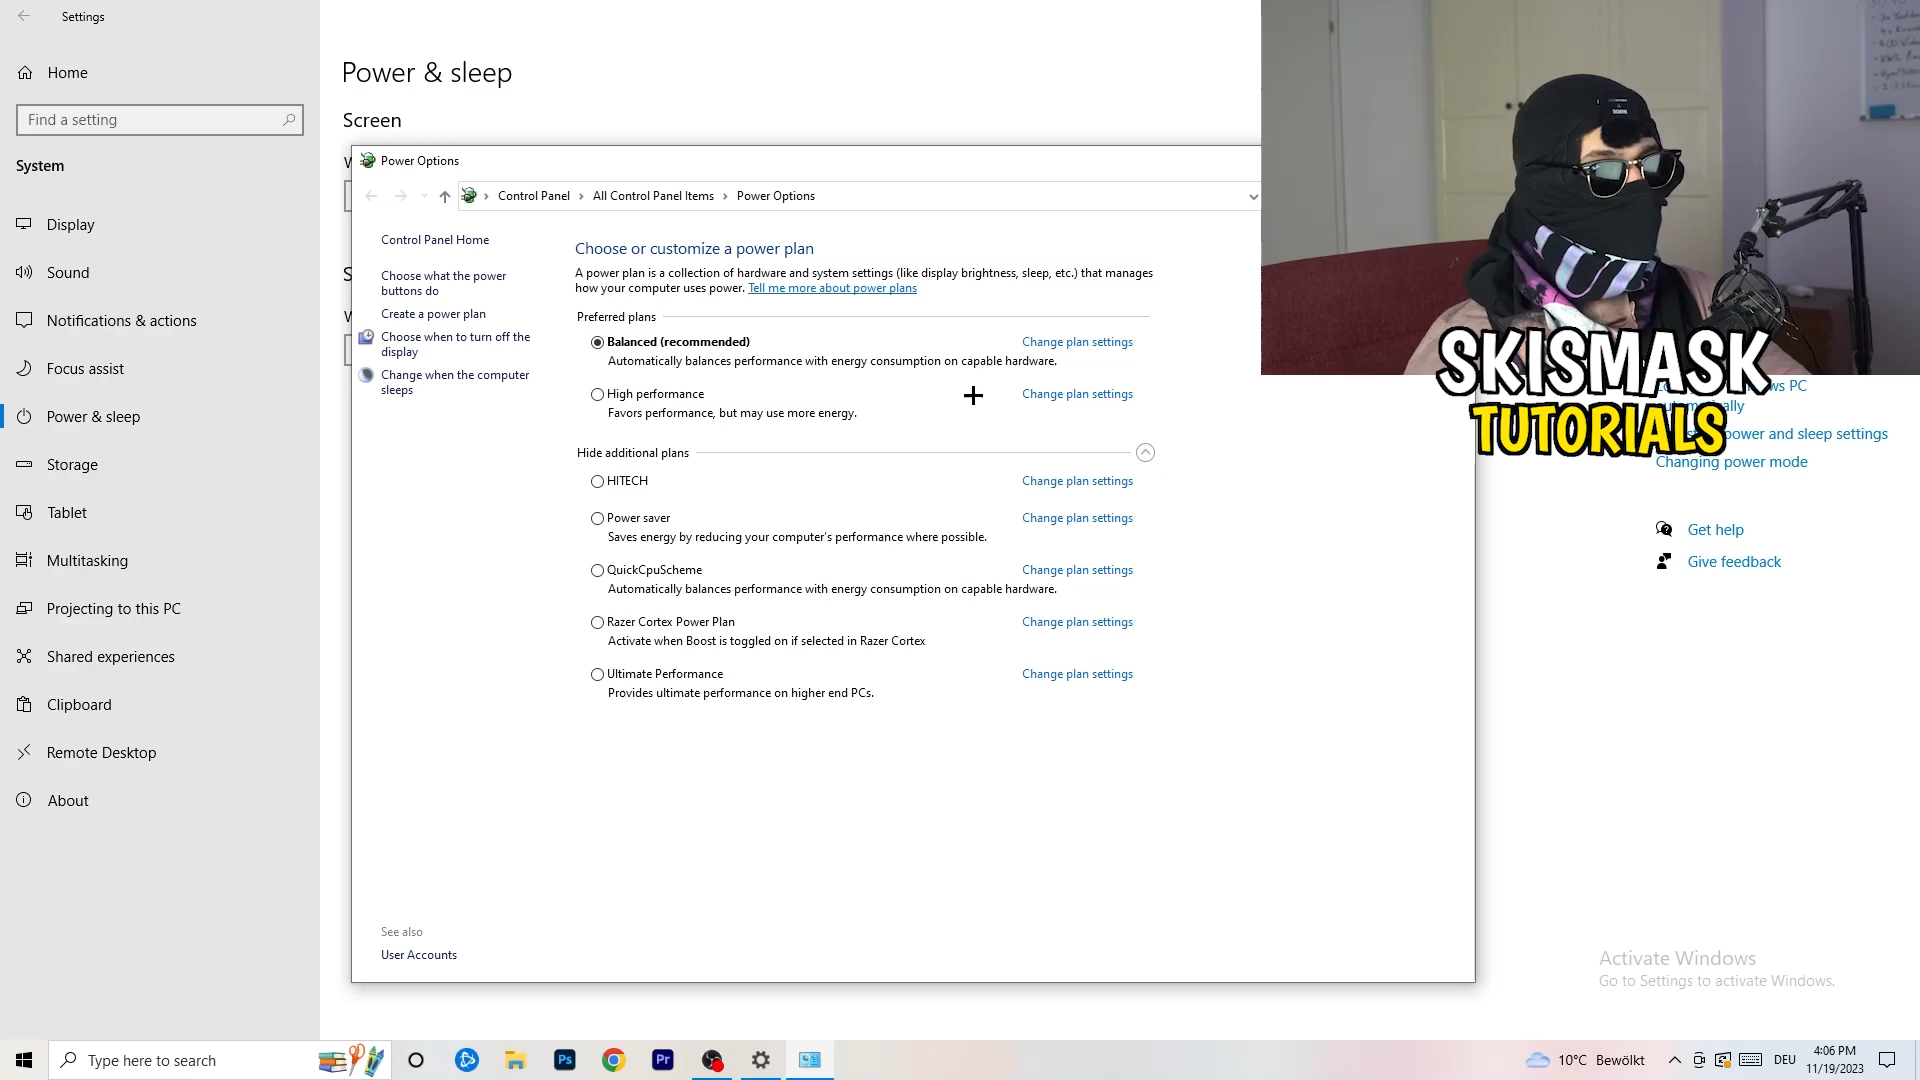 Settings
Home
Find a setting
System
Display
Sound
Notifications & actions
Focus assist
Power & sleep
Storage
Tablet
Multitasking
Projecting to this PC
Shared experiences
Clipboard
Remote Desktop
About
Power & sleep
Screen
Power Options
Control Panel › All Control Panel Items › Power Options
Control Panel Home
Choose what the power
buttons do
Create a power plan
Choose when to turn off the
display
Change when the computer
sleeps
See also
User Accounts
Choose or customize a power plan
A power plan is a collection of hardware and system settings (like display brightness, sleep, etc.) that manages
how your computer uses power. Tell me more about power plans
Preferred plans
Balanced (recommended) Change plan settings
Automatically balances performance with energy consumption on capable hardware.
High performance Change plan settings
Favors performance, but may use more energy.
Hide additional plans
HITECH Change plan settings
Power saver Change plan settings
Saves energy by reducing your computer's performance where possible.
QuickCpuScheme Change plan settings
Automatically balances performance with energy consumption on capable hardware.
Razer Cortex Power Plan Change plan settings
Activate when Boost is toggled on if selected in Razer Cortex
Ultimate Performance Change plan settings
Provides ultimate performance on higher end PCs.
SKISMASK
TUTORIALS
PC
power and sleep settings
Changing power mode
Get help
Give feedback
Activate Windows
Go to Settings to activate Windows.
Type here to search
Ps
Pr
10°C Bewölkt
DEU
4:06 PM
11/19/2023